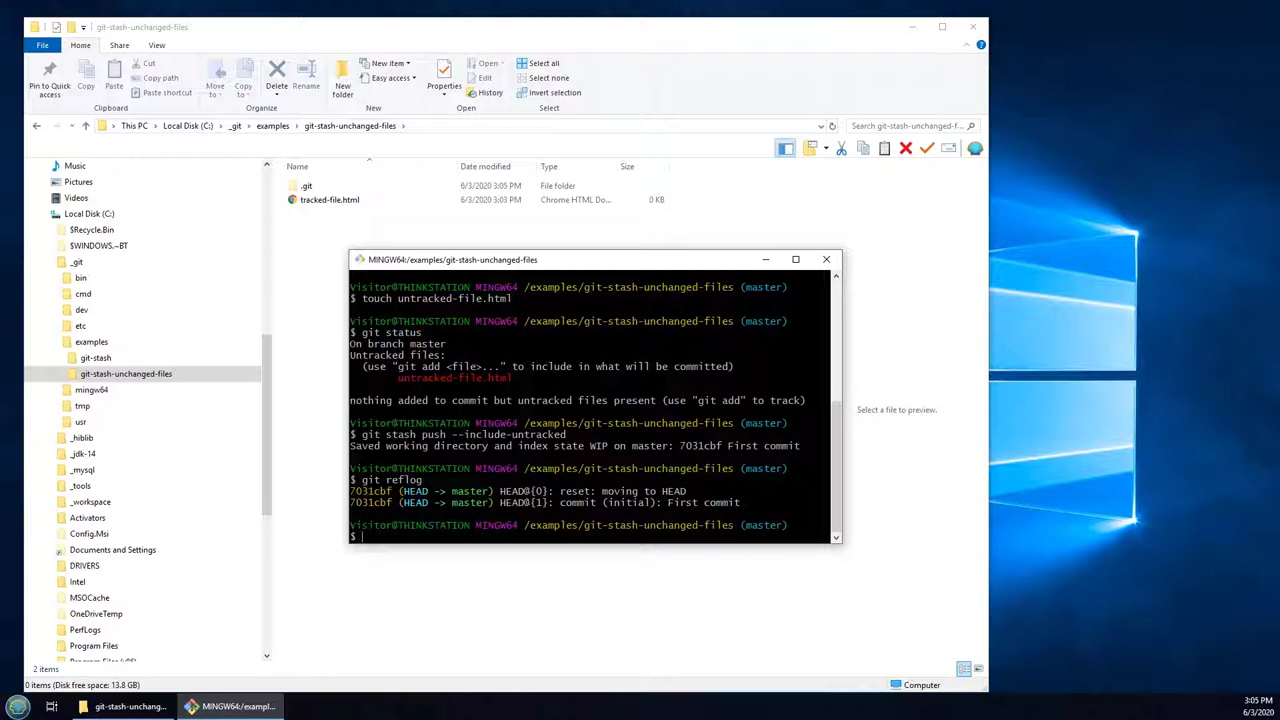 git-stash-unchanged-files
File
Home
Share
View
Pin to Quick access
Copy
Paste
Cut
Copy path
Paste shortcut
Clipboard
Move to
Copy to
Delete
Rename
Organize
New folder
New item
Easy access
New
Properties
Open
Edit
History
Open
Select all
Select none
Invert selection
Select
This PC
Local Disk (C:)
_git
examples
git-stash-unchanged-files
Search git-stash-unchanged-f...
Name
Date modified
Type
Size
.git
6/3/2020 3:05 PM
File folder
tracked-file.html
6/3/2020 3:03 PM
Chrome HTML Do...
0 KB
Music
Pictures
Videos
Local Disk (C:)
$Recycle.Bin
$WINDOWS.~BT
_git
bin
cmd
dev
etc
examples
git-stash
git-stash-unchanged-files
mingw64
tmp
usr
_hiblib
_jdk-14
_mysql
_tools
_workspace
Activators
Config.Msi
Documents and Settings
DRIVERS
Intel
MSOCache
OneDriveTemp
PerfLogs
Program Files
Program Files (x86)
Select a file to preview.
MINGW64:/examples/git-stash-unchanged-files
Visitor@THINKSTATION MINGW64 /examples/git-stash-unchanged-files (master)
$ touch untracked-file.html
Visitor@THINKSTATION MINGW64 /examples/git-stash-unchanged-files (master)
$ git status
On branch master
Untracked files:
(use "git add <file>..." to include in what will be committed)
untracked-file.html
nothing added to commit but untracked files present (use "git add" to track)
Visitor@THINKSTATION MINGW64 /examples/git-stash-unchanged-files (master)
$ git stash push --include-untracked
Saved working directory and index state WIP on master: 7031cbf First commit
Visitor@THINKSTATION MINGW64 /examples/git-stash-unchanged-files (master)
$ git reflog
7031cbf (HEAD -> master) HEAD@{0}: reset: moving to HEAD
7031cbf (HEAD -> master) HEAD@{1}: commit (initial): First commit
Visitor@THINKSTATION MINGW64 /examples/git-stash-unchanged-files (master)
$
2 items
0 items (Disk free space: 13.8 GB)
Computer
git-stash-unchang...
MINGW64:/exampl...
3:05 PM
6/3/2020